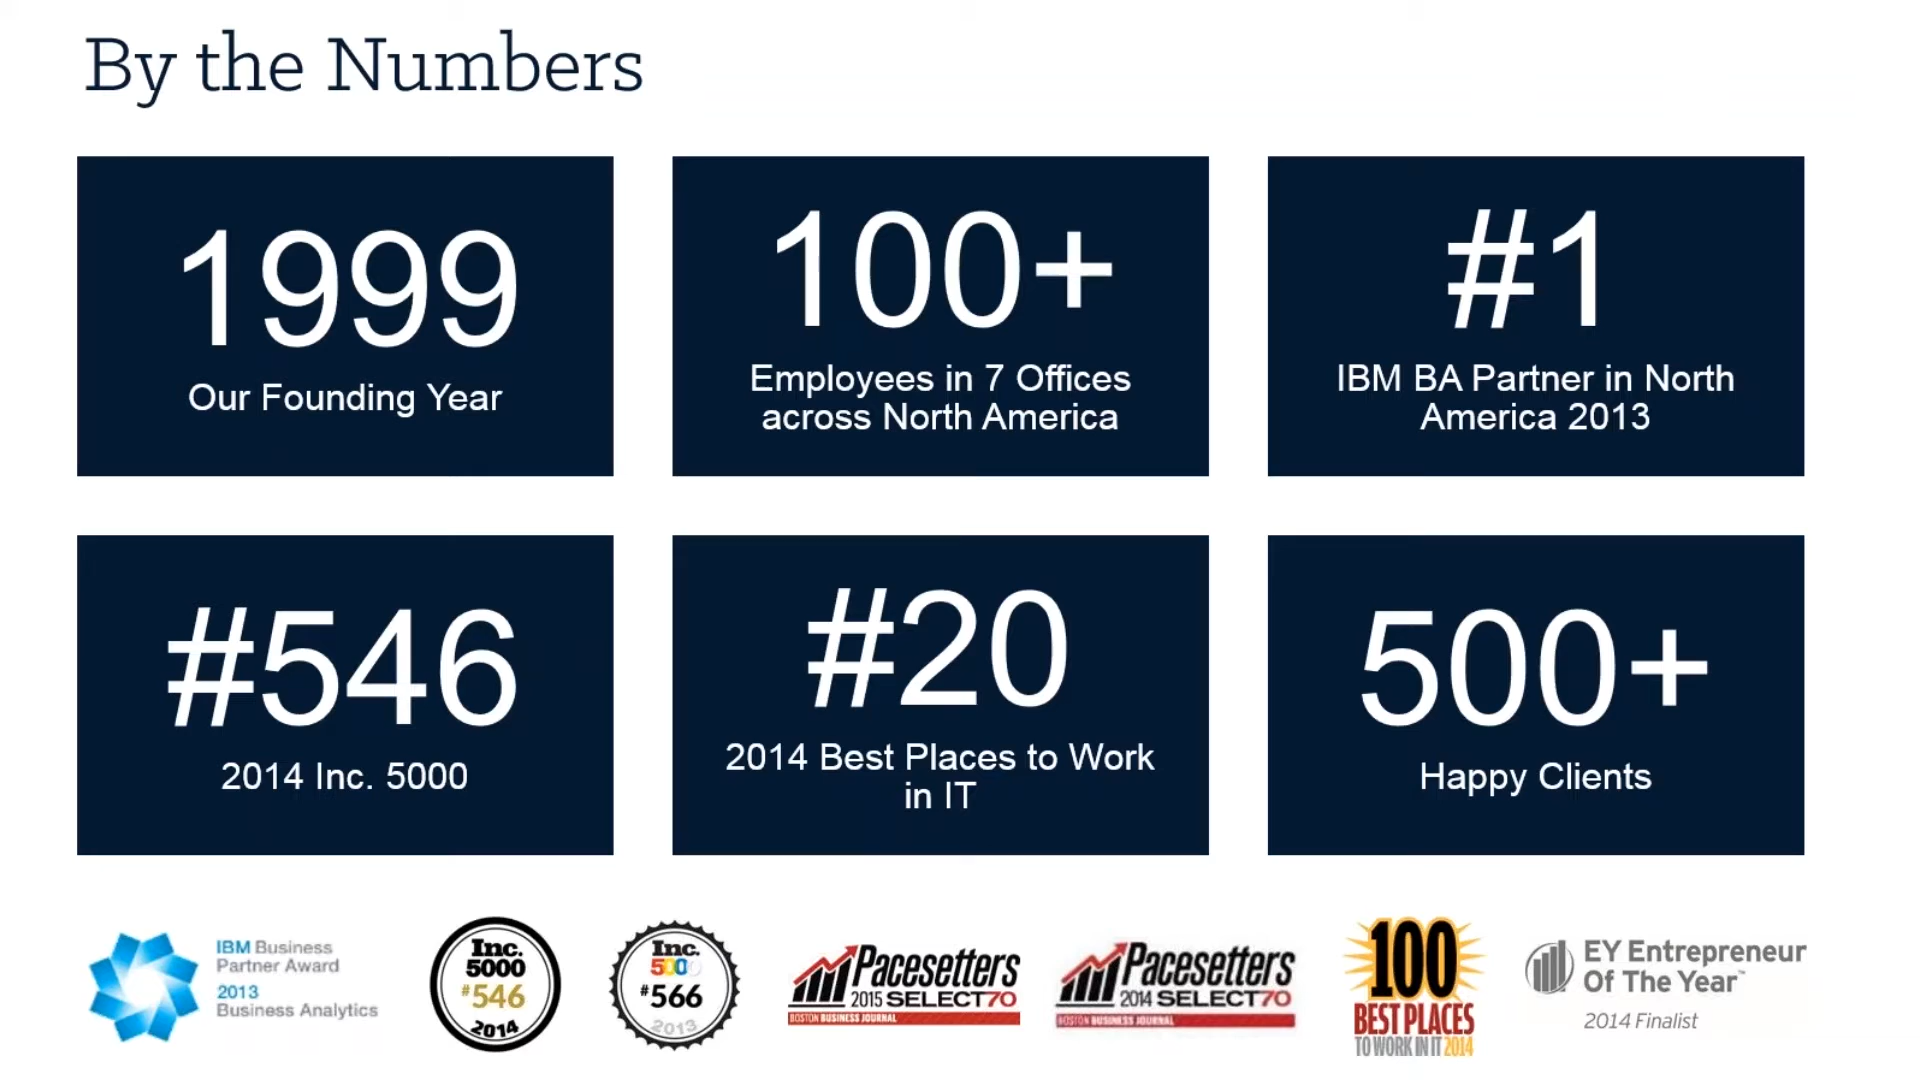 By the Numbers
1999
Our Founding Year
100+
Employees in 7 Offices
across North America
#1
IBM BA Partner in North
America 2013
#546
2014 Inc. 5000
#20
2014 Best Places to Work
in IT
500+
Happy Clients
IBM Business
Partner Award
2013
Business Analytics
Inc.
5000
#546
2014
Inc.
5000
#566
2013
Pacesetters
2015 SELECT70
BOSTON BUSINESS JOURNAL
Pacesetters
2014 SELECT70
BOSTON BUSINESS JOURNAL
100
BEST PLACES
TO WORK IN IT 2014
EY Entrepreneur
Of The Year™
2014 Finalist